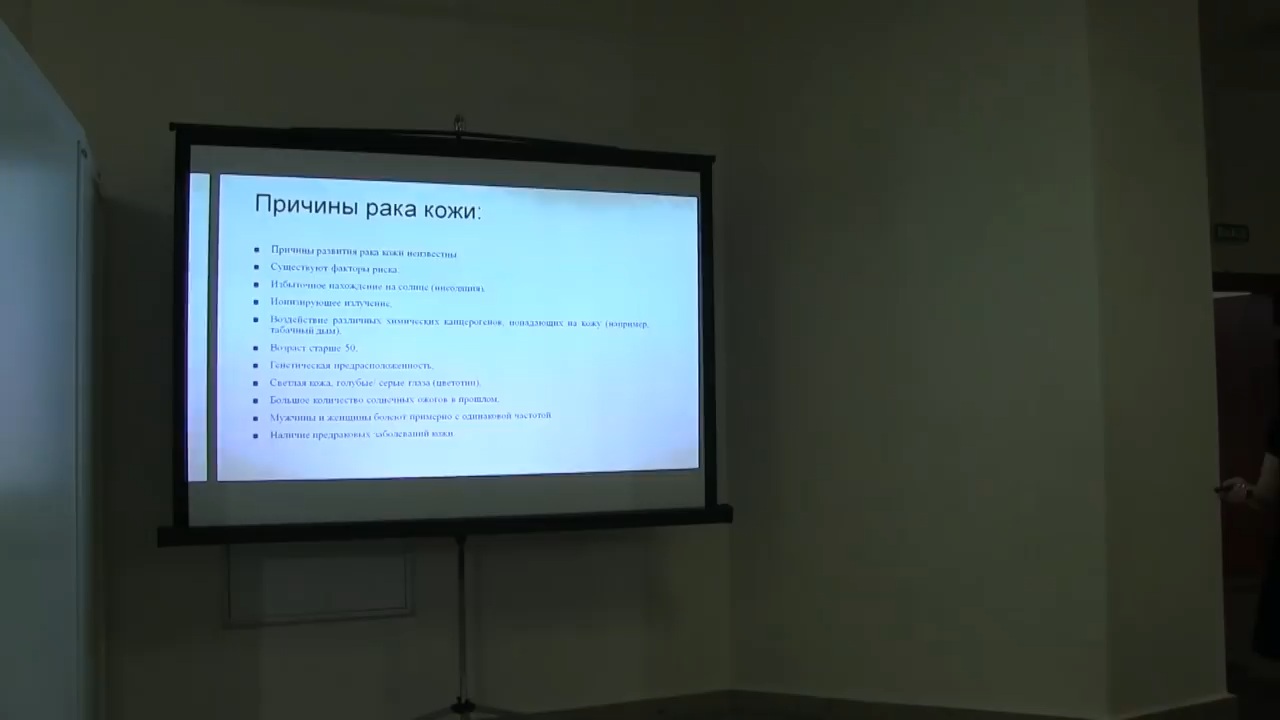 Причины рака кожи:
Причины развития рака кожи неизвестны.
Существуют факторы риска.
Избыточное нахождение на солнце (инсоляция),
Ионизирующее излучение,
Воздействие различных химических канцерогенов, попадающих на кожу (например,
табачный дым),
Возраст старше 50,
Генетическая предрасположенность,
Светлая кожа, голубые/ серые глаза (цветотип),
Большое количество солнечных ожогов в прошлом,
Мужчины и женщины болеют примерно с одинаковой частотой
Наличие предраковых заболеваний кожи